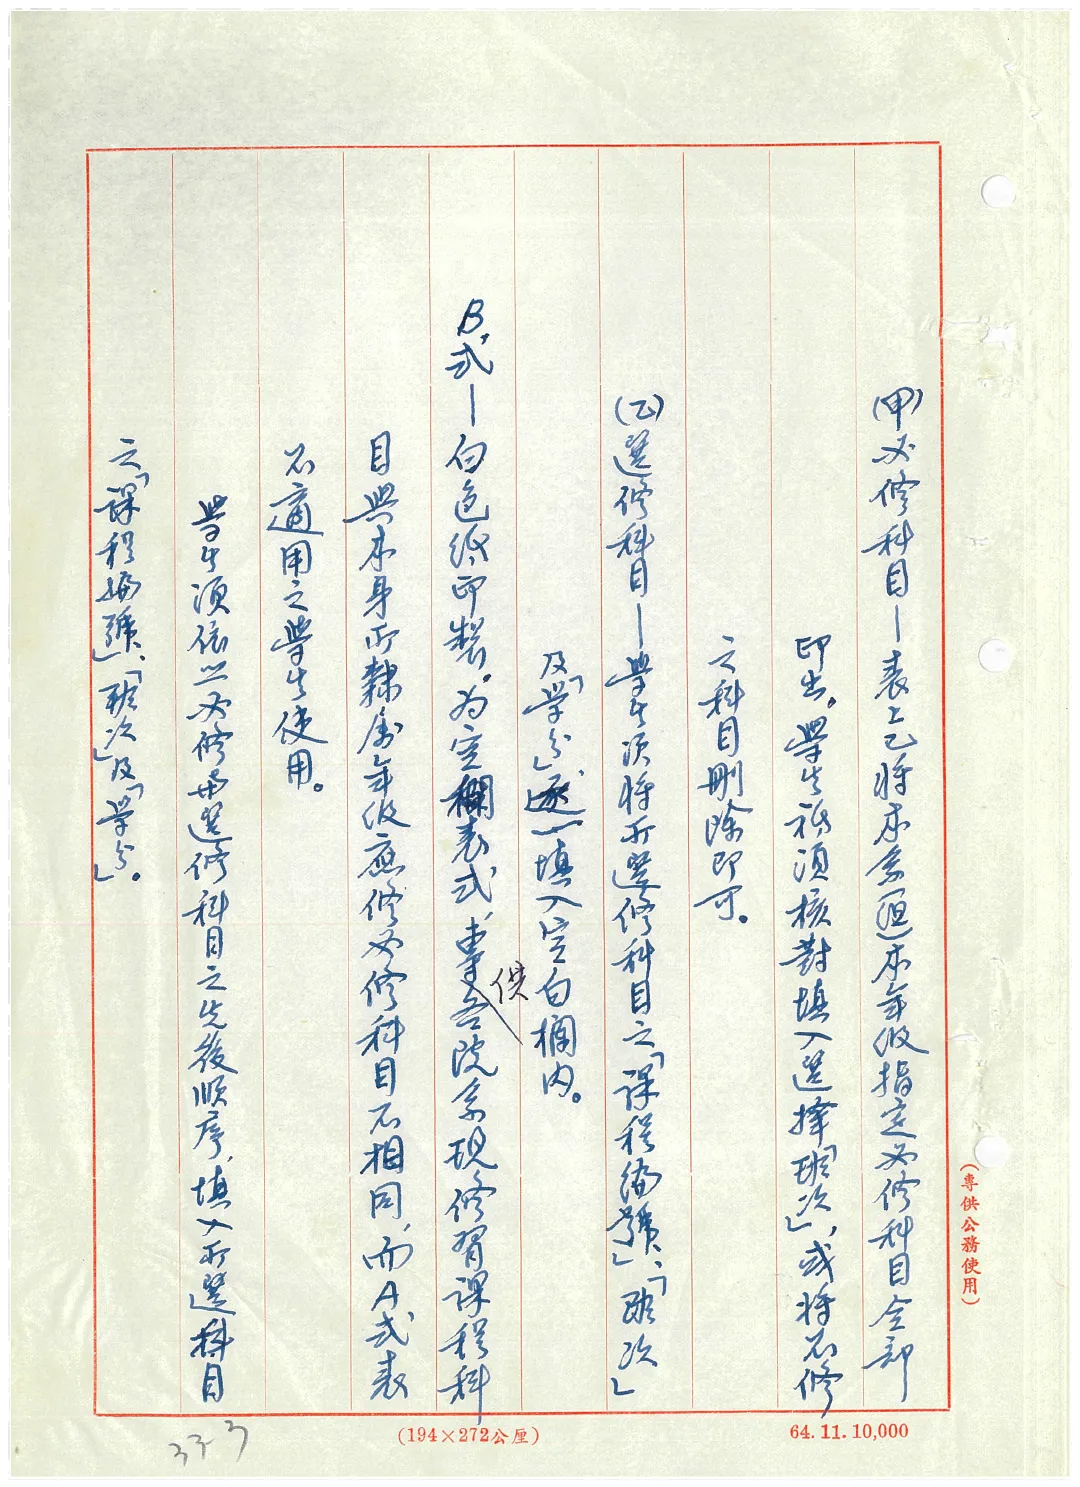 (甲)必修科目—表上已將本系(組)本年級指定必修科目全部
印出。學生祇須核對填入選擇「班次」,或將不修
之科目刪除即可。
(乙)選修科目—學生須將所選修科目之「課程編號」、「班次」
及「學分」逐一填入空白欄內。
B式—白色紙印製。為空欄表式,專供各院系現修習課程科
目與本身所隸屬年級應修必修科目不相同,而A式表
不適用之學生使用。
學生須依照必修與選修科目之先後順序,填入所選科目
之「課程編號」、「班次」及「學分」。
(專供公務使用)
(194×272公厘)
64.11.10,000
33-3